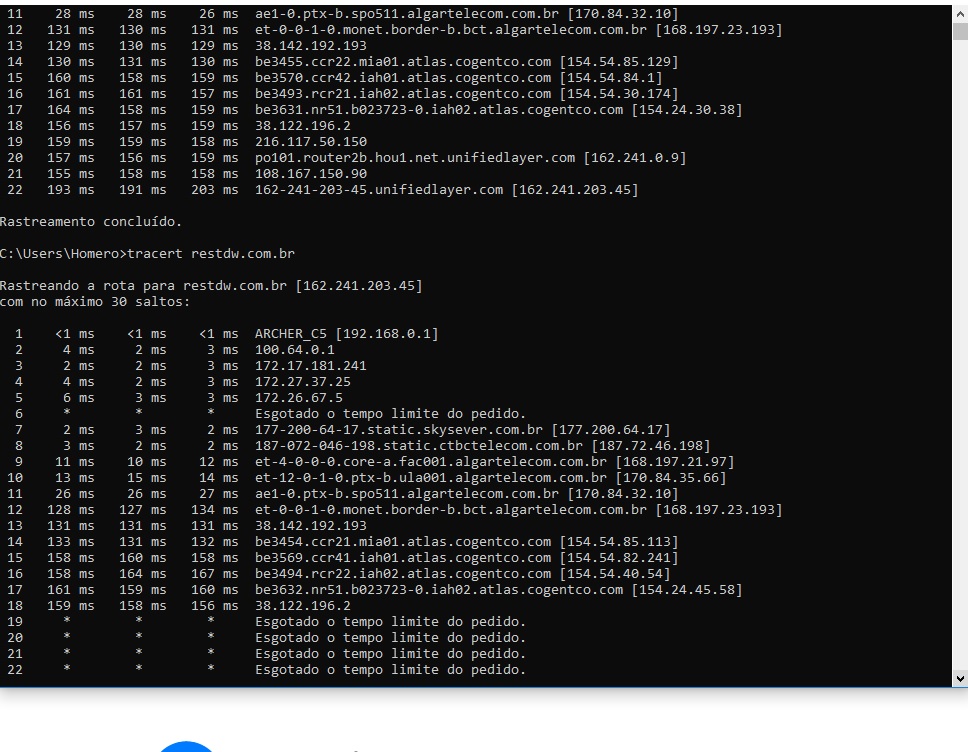 11    28 ms    28 ms    26 ms  ae1-0.ptx-b.spo511.algartelecom.com.br [170.84.32.10]
12   131 ms   130 ms   131 ms  et-0-0-1-0.monet.border-b.bct.algartelecom.com.br [168.197.23.193]
13   129 ms   130 ms   129 ms  38.142.192.193
14   130 ms   131 ms   130 ms  be3455.ccr22.mia01.atlas.cogentco.com [154.54.85.129]
15   160 ms   158 ms   159 ms  be3570.ccr42.iah01.atlas.cogentco.com [154.54.84.1]
16   161 ms   161 ms   157 ms  be3493.rcr21.iah02.atlas.cogentco.com [154.54.30.174]
17   164 ms   158 ms   159 ms  be3631.nr51.b023723-0.iah02.atlas.cogentco.com [154.24.30.38]
18   156 ms   157 ms   159 ms  38.122.196.2
19   159 ms   159 ms   158 ms  216.117.50.150
20   157 ms   156 ms   159 ms  po101.router2b.hou1.net.unifiedlayer.com [162.241.0.9]
21   155 ms   158 ms   158 ms  108.167.150.90
22   193 ms   191 ms   203 ms  162-241-203-45.unifiedlayer.com [162.241.203.45]
Rastreamento concluído.
C:\Users\Homero>tracert restdw.com.br
Rastreando a rota para restdw.com.br [162.241.203.45]
com no máximo 30 saltos:
1    <1 ms    <1 ms    <1 ms  ARCHER_C5 [192.168.0.1]
2     4 ms     2 ms     3 ms  100.64.0.1
3     2 ms     2 ms     3 ms  172.17.181.241
4     4 ms     2 ms     3 ms  172.27.37.25
5     6 ms     3 ms     3 ms  172.26.67.5
6     *        *        *     Esgotado o tempo limite do pedido.
7     2 ms     3 ms     2 ms  177-200-64-17.static.skysever.com.br [177.200.64.17]
8     3 ms     2 ms     2 ms  187-072-046-198.static.ctbctelecom.com.br [187.72.46.198]
9    11 ms    10 ms    12 ms  et-4-0-0-0.core-a.fac001.algartelecom.com.br [168.197.21.97]
10    13 ms    15 ms    14 ms  et-12-0-1-0.ptx-b.ula001.algartelecom.com.br [170.84.35.66]
11    26 ms    26 ms    27 ms  ae1-0.ptx-b.spo511.algartelecom.com.br [170.84.32.10]
12   128 ms   127 ms   134 ms  et-0-0-1-0.monet.border-b.bct.algartelecom.com.br [168.197.23.193]
13   131 ms   131 ms   131 ms  38.142.192.193
14   133 ms   131 ms   132 ms  be3454.ccr21.mia01.atlas.cogentco.com [154.54.85.113]
15   158 ms   160 ms   158 ms  be3569.ccr41.iah01.atlas.cogentco.com [154.54.82.241]
16   158 ms   164 ms   167 ms  be3494.rcr22.iah02.atlas.cogentco.com [154.54.40.54]
17   161 ms   159 ms   160 ms  be3632.nr51.b023723-0.iah02.atlas.cogentco.com [154.24.45.58]
18   159 ms   158 ms   156 ms  38.122.196.2
19     *        *        *     Esgotado o tempo limite do pedido.
20     *        *        *     Esgotado o tempo limite do pedido.
21     *        *        *     Esgotado o tempo limite do pedido.
22     *        *        *     Esgotado o tempo limite do pedido.